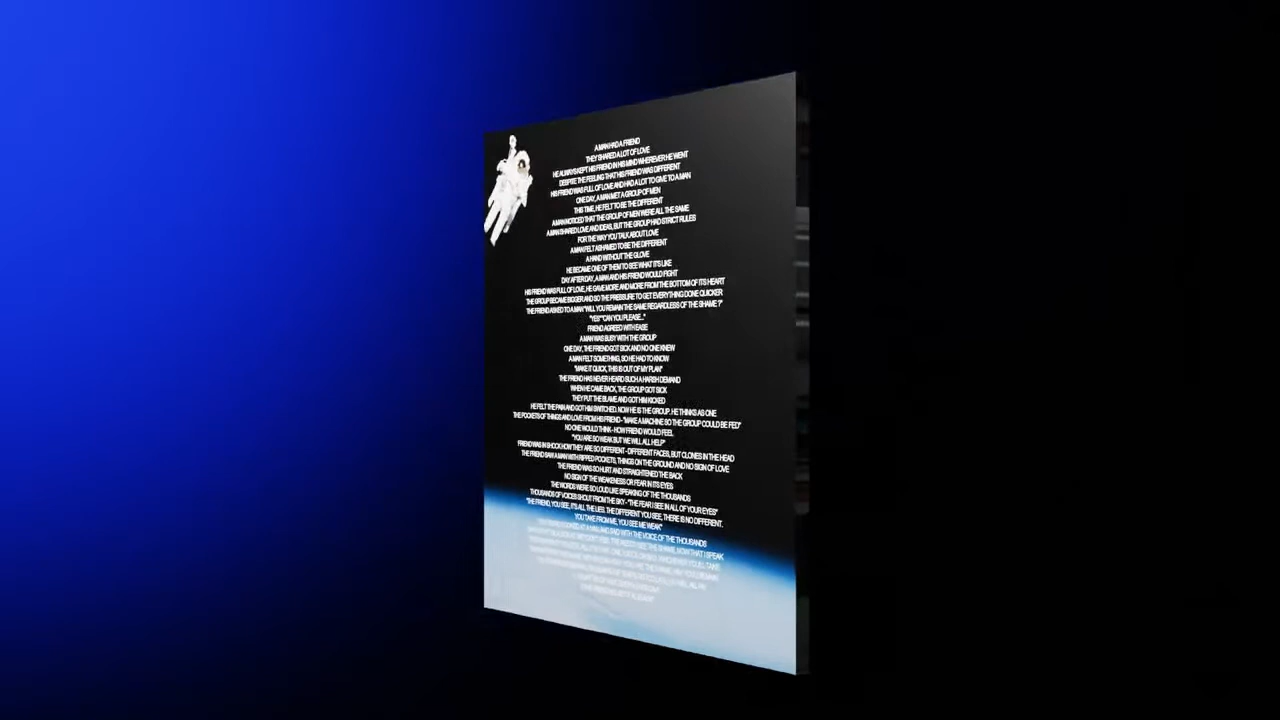 A MAN HAD A FRIEND
THEY SHARED A LOT OF LOVE
HE ALWAYS KEPT HIS FRIEND IN HIS MIND WHEREVER HE WENT
DESPITE THE FEELING THAT HIS FRIEND WAS DIFFERENT
HIS FRIEND WAS FULL OF LOVE AND HAD A LOT TO GIVE TO A MAN
ONE DAY, A MAN MET A GROUP OF MEN
THIS TIME, HE FELT TO BE THE DIFFERENT
A MAN NOTICED THAT THE GROUP OF MEN WERE ALL THE SAME
A MAN SHARED LOVE AND IDEAS, BUT THE GROUP HAD STRICT RULES
FOR THE WAY YOU TALK ABOUT LOVE
A MAN FELT ASHAMED TO BE THE DIFFERENT
A HAND WITHOUT THE GLOVE
HE BECAME ONE OF THEM TO SEE WHAT IT'S LIKE
DAY AFTER DAY, A MAN AND HIS FRIEND WOULD FIGHT
HIS FRIEND WAS FULL OF LOVE, HE GAVE MORE AND MORE FROM THE BOTTOM OF ITS HEART
THE GROUP BECAME BIGGER AND SO THE PRESSURE TO GET EVERYTHING DONE QUICKER
THE FRIEND ASKED TO A MAN "WILL YOU REMAIN THE SAME REGARDLESS OF THE SHAME ?"
"YES" "CAN YOU PLEASE..."
FRIEND AGREED WITH EASE
A MAN WAS BUSY WITH THE GROUP
ONE DAY, THE FRIEND GOT SICK AND NO ONE KNEW
A MAN FELT SOMETHING, SO HE HAD TO KNOW
"MAKE IT QUICK, THIS IS OUT OF MY PLAN"
THE FRIEND HAS NEVER HEARD SUCH A HARSH DEMAND
WHEN HE CAME BACK, THE GROUP GOT SICK
THEY PUT THE BLAME AND GOT HIM KICKED
HE FELT THE PAIN AND GOT HIM SWITCHED. NOW HE IS THE GROUP, HE THINKS AS ONE
THE POCKETS OF THINGS AND LOVE FROM HIS FRIEND - "MAKE A MACHINE SO THE GROUP COULD BE FED"
NO ONE WOULD THINK - HOW FRIEND WOULD FEEL
"YOU ARE SO WEAK BUT WE WILL ALL HELP"
FRIEND WAS IN SHOCK HOW THEY ARE SO DIFFERENT - DIFFERENT FACES, BUT CLONES IN THE HEAD
THE FRIEND SAW A MAN WITH RIPPED POCKETS, THINGS ON THE GROUND AND NO SIGN OF LOVE
THE FRIEND WAS SO HURT AND STRAIGHTENED THE BACK
NO SIGN OF THE WEAKNESS OR FEAR IN ITS EYES
THE WORDS WERE SO LOUD LIKE SPEAKING OF THE THOUSANDS
THOUSANDS OF VOICES SHOUT FROM THE SKY - "THE FEAR I SEE IN ALL OF YOUR EYES"
"THE FRIEND, YOU SEE, IT'S ALL THE LIES. THE DIFFERENT YOU SEE, THERE IS NO DIFFERENT.
YOU TAKE FROM ME, YOU SEE ME WEAK"
AND SAID WITH THE VOICE OF THE THOUSANDS
THE SHAME, NOW THAT I SPEAK